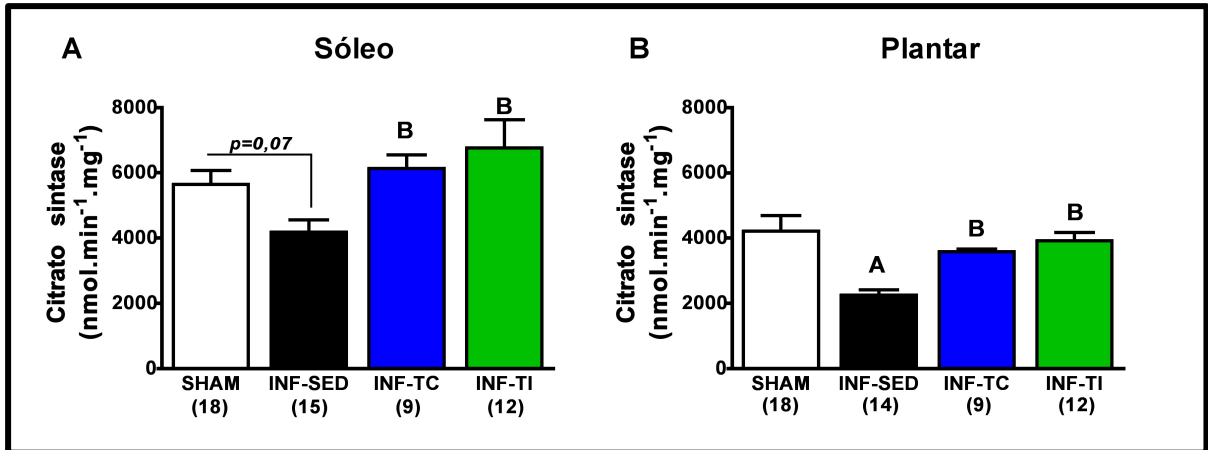 A
Sóleo
Citrato sintase
(nmol.min⁻¹.mg⁻¹)
8000
6000
4000
2000
0
p=0,07
B
B
SHAM
(18)
INF-SED
(15)
INF-TC
(9)
INF-TI
(12)
B
Plantar
Citrato sintase
(nmol.min⁻¹.mg⁻¹)
8000
6000
4000
2000
0
A
B
B
SHAM
(18)
INF-SED
(14)
INF-TC
(9)
INF-TI
(12)